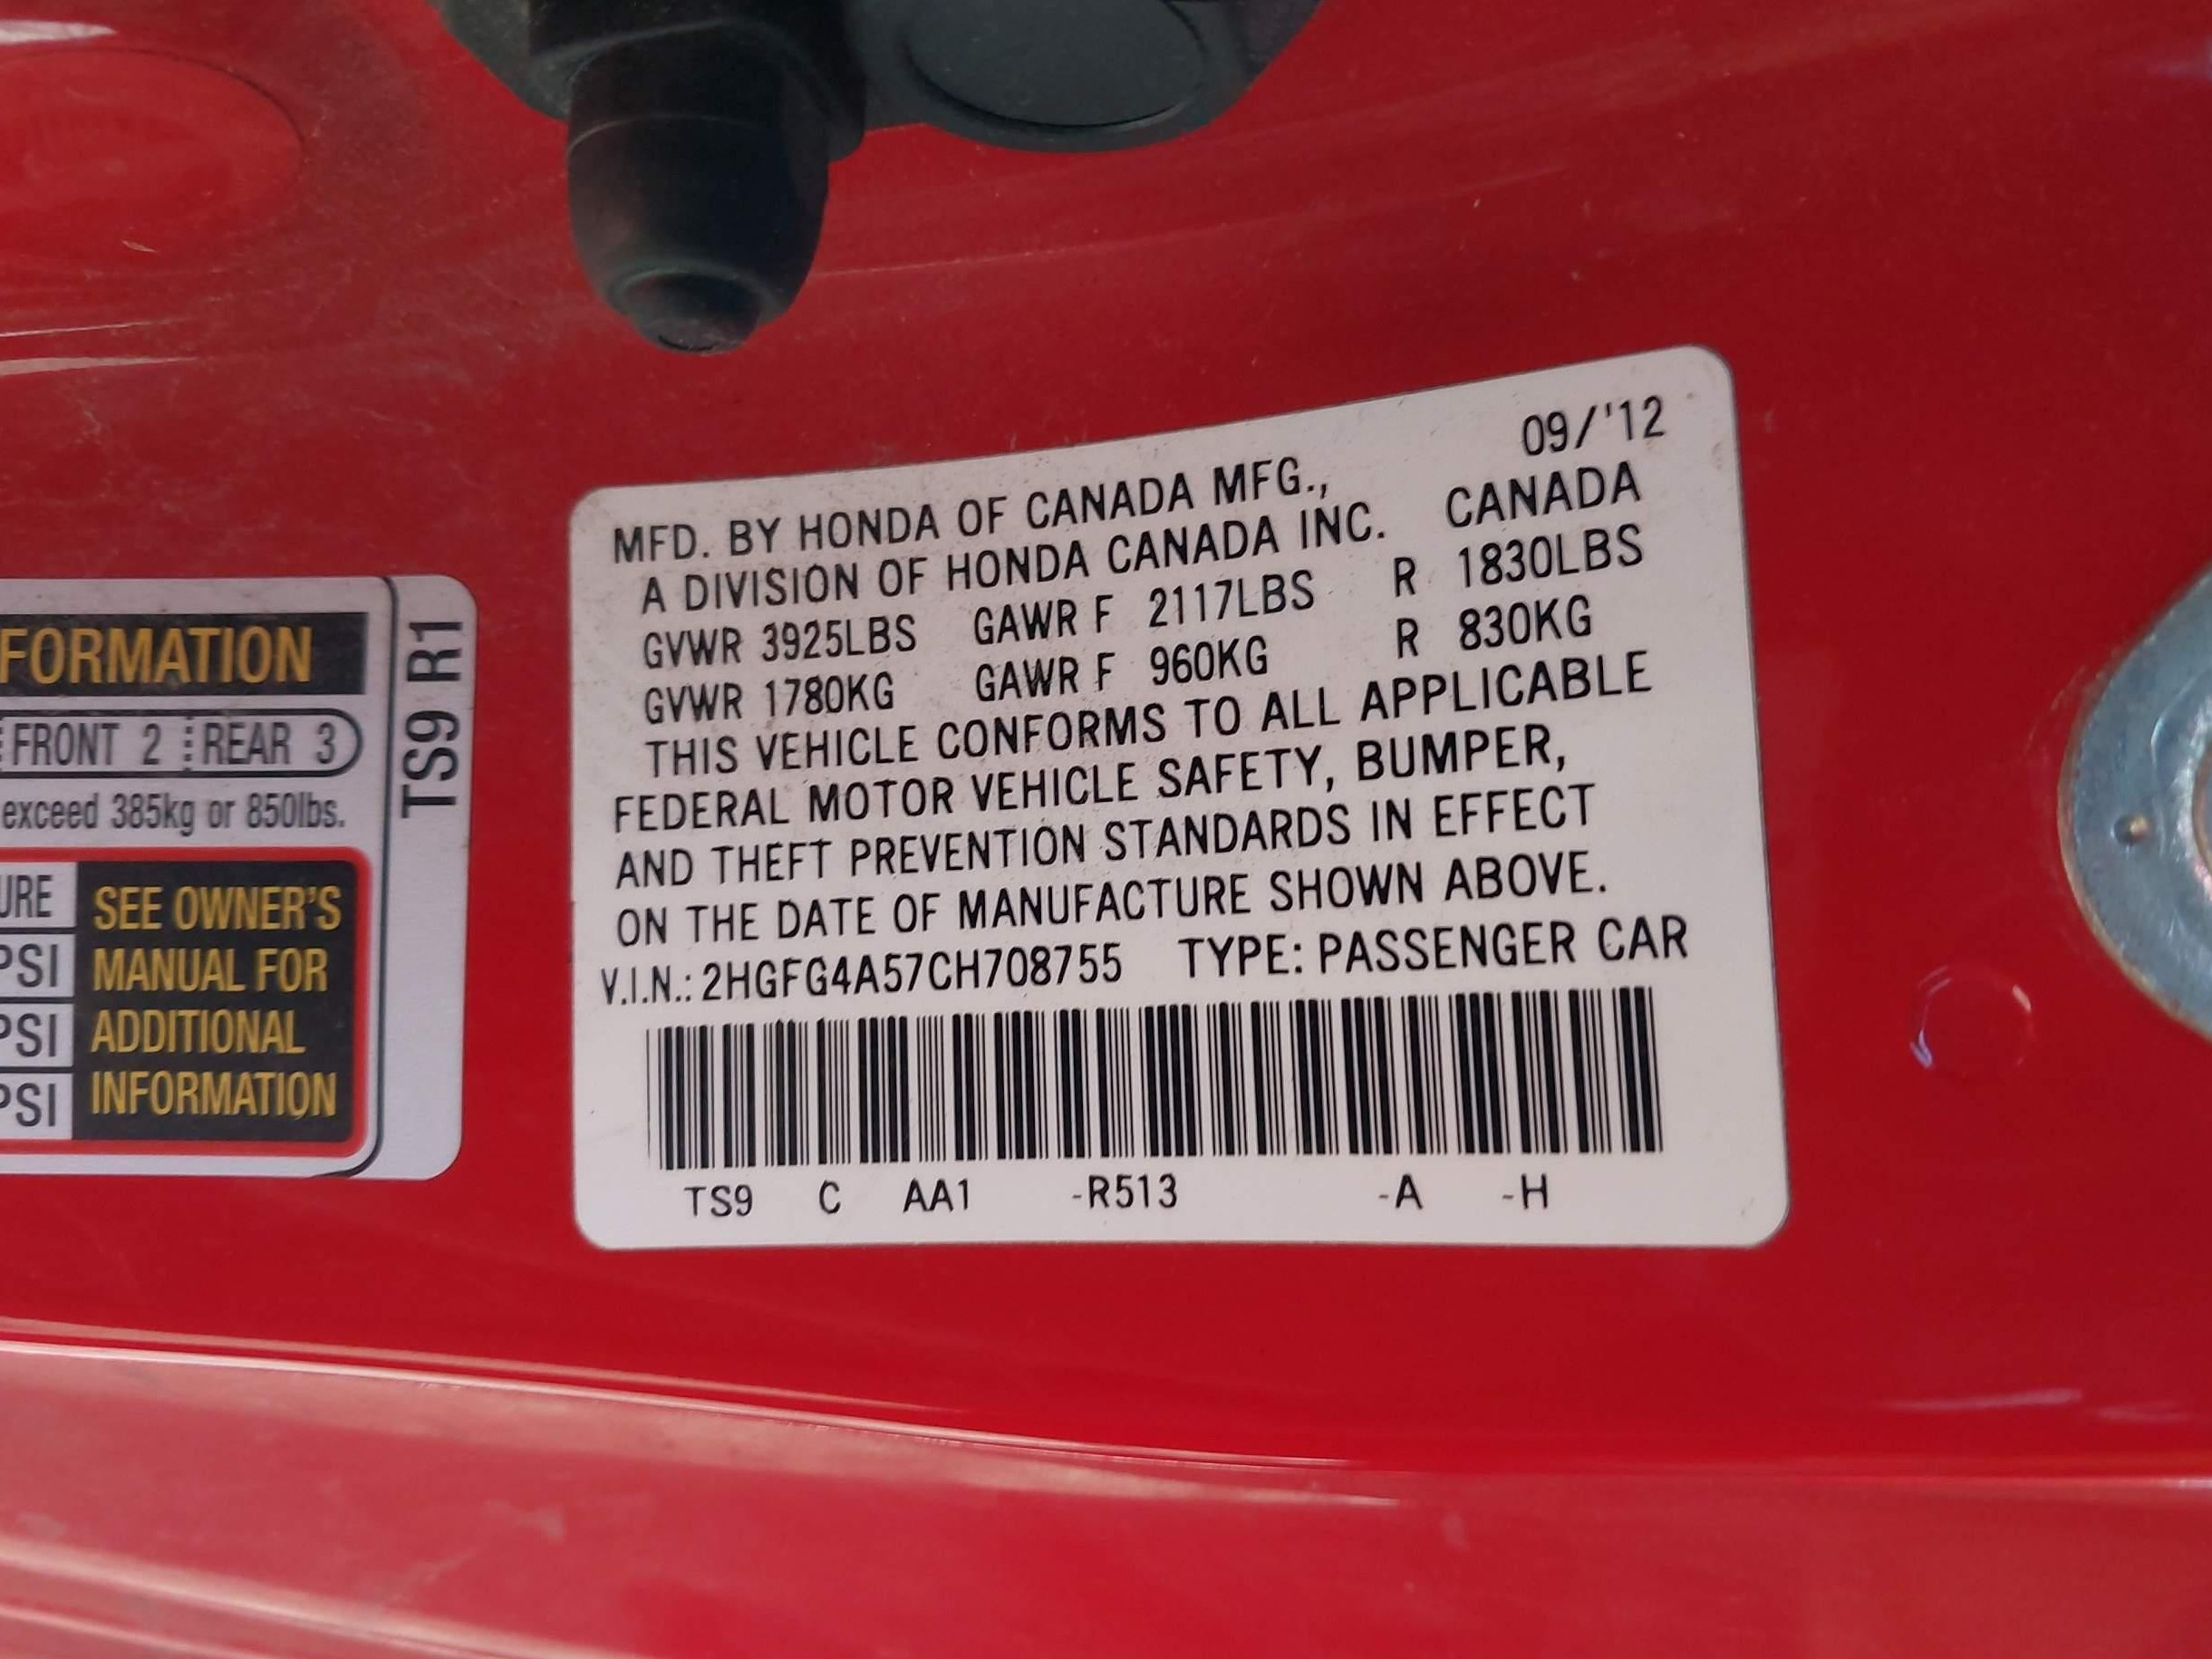 09/'12
MFD. BY HONDA OF CANADA MFG.,
A DIVISION OF HONDA CANADA INC. CANADA
GVWR 3925LBS GAWR F 2117LBS R 1830LBS
GVWR 1780KG GAWR F 960KG R 830KG
THIS VEHICLE CONFORMS TO ALL APPLICABLE
FEDERAL MOTOR VEHICLE SAFETY, BUMPER,
AND THEFT PREVENTION STANDARDS IN EFFECT
ON THE DATE OF MANUFACTURE SHOWN ABOVE.
V.I.N.: 2HGFG4A57CH708755 TYPE: PASSENGER CAR
TS9 C AA1 -R513 -A -H
FORMATION
FRONT 2 REAR 3
exceed 385kg or 850lbs.
URE
PSI
PSI
PSI
SEE OWNER'S
MANUAL FOR
ADDITIONAL
INFORMATION
TS9 R1